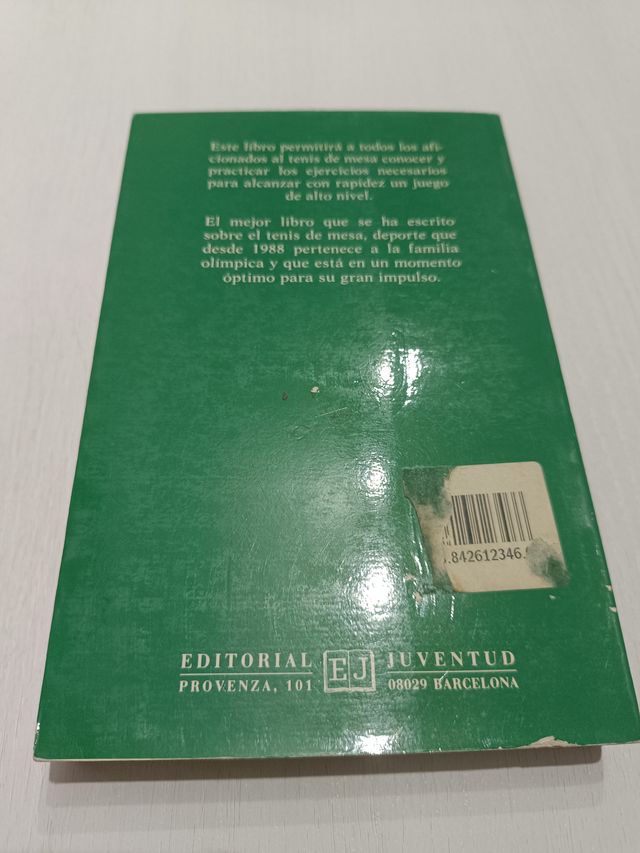 Este libro permitirá a todos los afi-
cionados al tenis de mesa conocer y
practicar los ejercicios necesarios
para alcanzar con rapidez un juego
de alto nivel.
El mejor libro que se ha escrito
sobre el tenis de mesa, deporte que
desde 1988 pertenece a la familia
olímpica y que está en un momento
óptimo para su gran impulso.
842612346
EDITORIAL EJ JUVENTUD
PROVENZA, 101 08029 BARCELONA